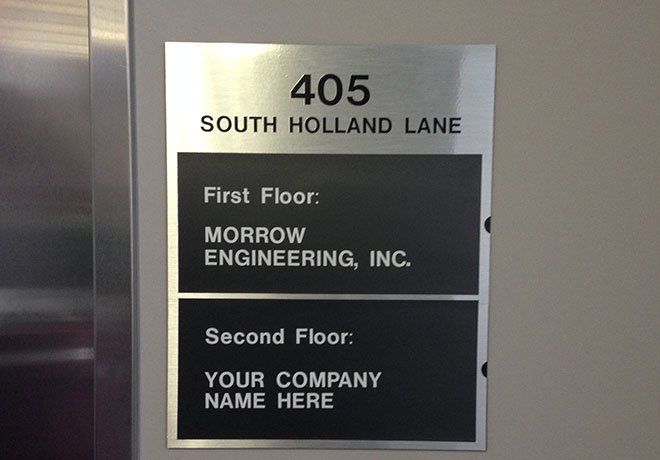 405
SOUTH HOLLAND LANE
First Floor:
MORROW
ENGINEERING, INC.
Second Floor:
YOUR COMPANY
NAME HERE